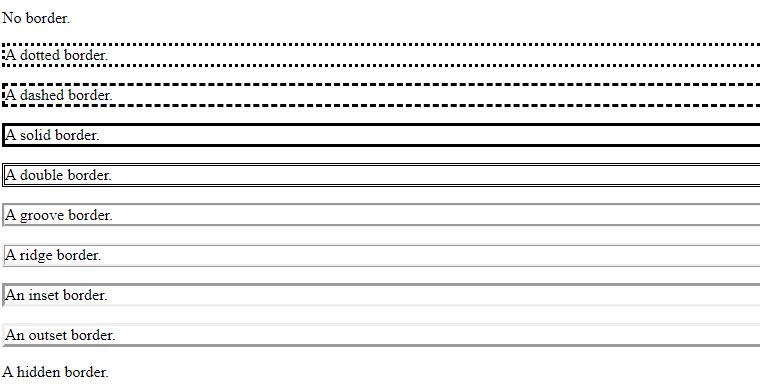 No border.
A dotted border.
A dashed border.
A solid border.
A double border.
A groove border.
A ridge border.
An inset border.
An outset border.
A hidden border.